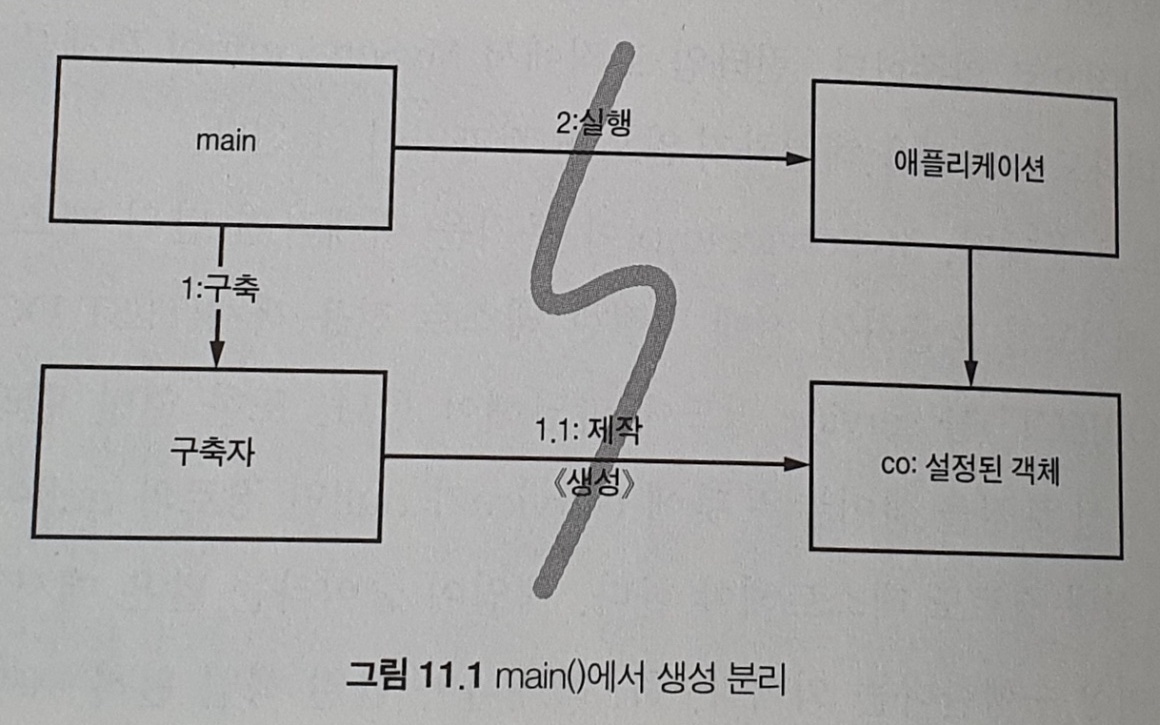 main
2:실행
애플리케이션
1:구축
구축자
1.1: 제작
《생성》
co: 설정된 객체
그림 11.1 main()에서 생성 분리